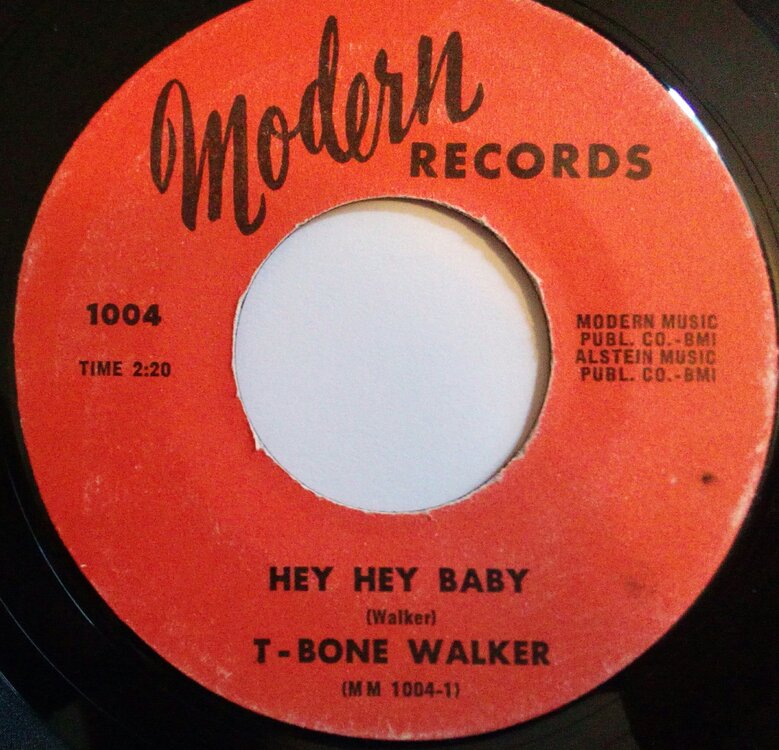 Modern
RECORDS
1004
TIME 2:20
MODERN MUSIC
PUBL. CO.-BMI
ALSTEIN MUSIC
PUBL. CO.-BMI
HEY HEY BABY
(Walker)
T-BONE WALKER
(MM 1004-1)